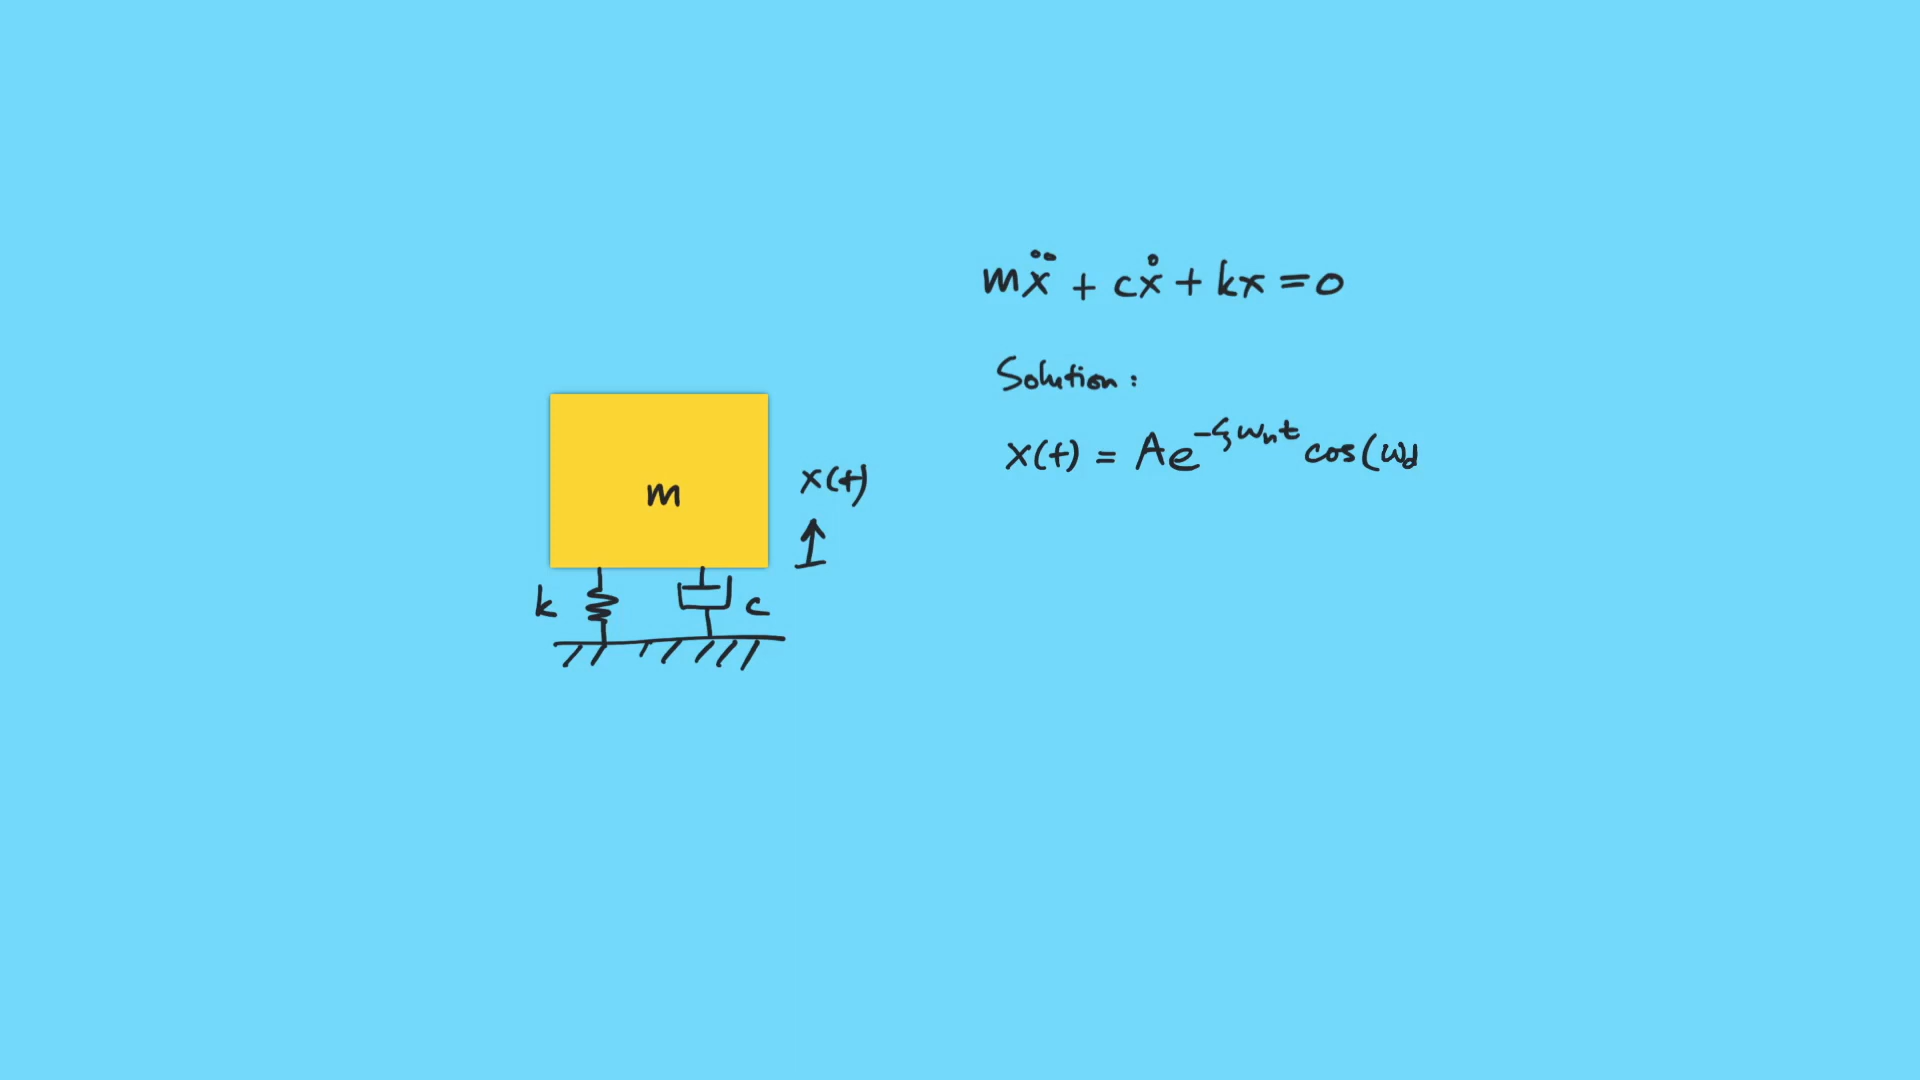 mẍ + cẋ + kx = 0
Solution:
x(t) = Ae^{-ζω_n t} cos(ω_d
m
x(t)
k
c